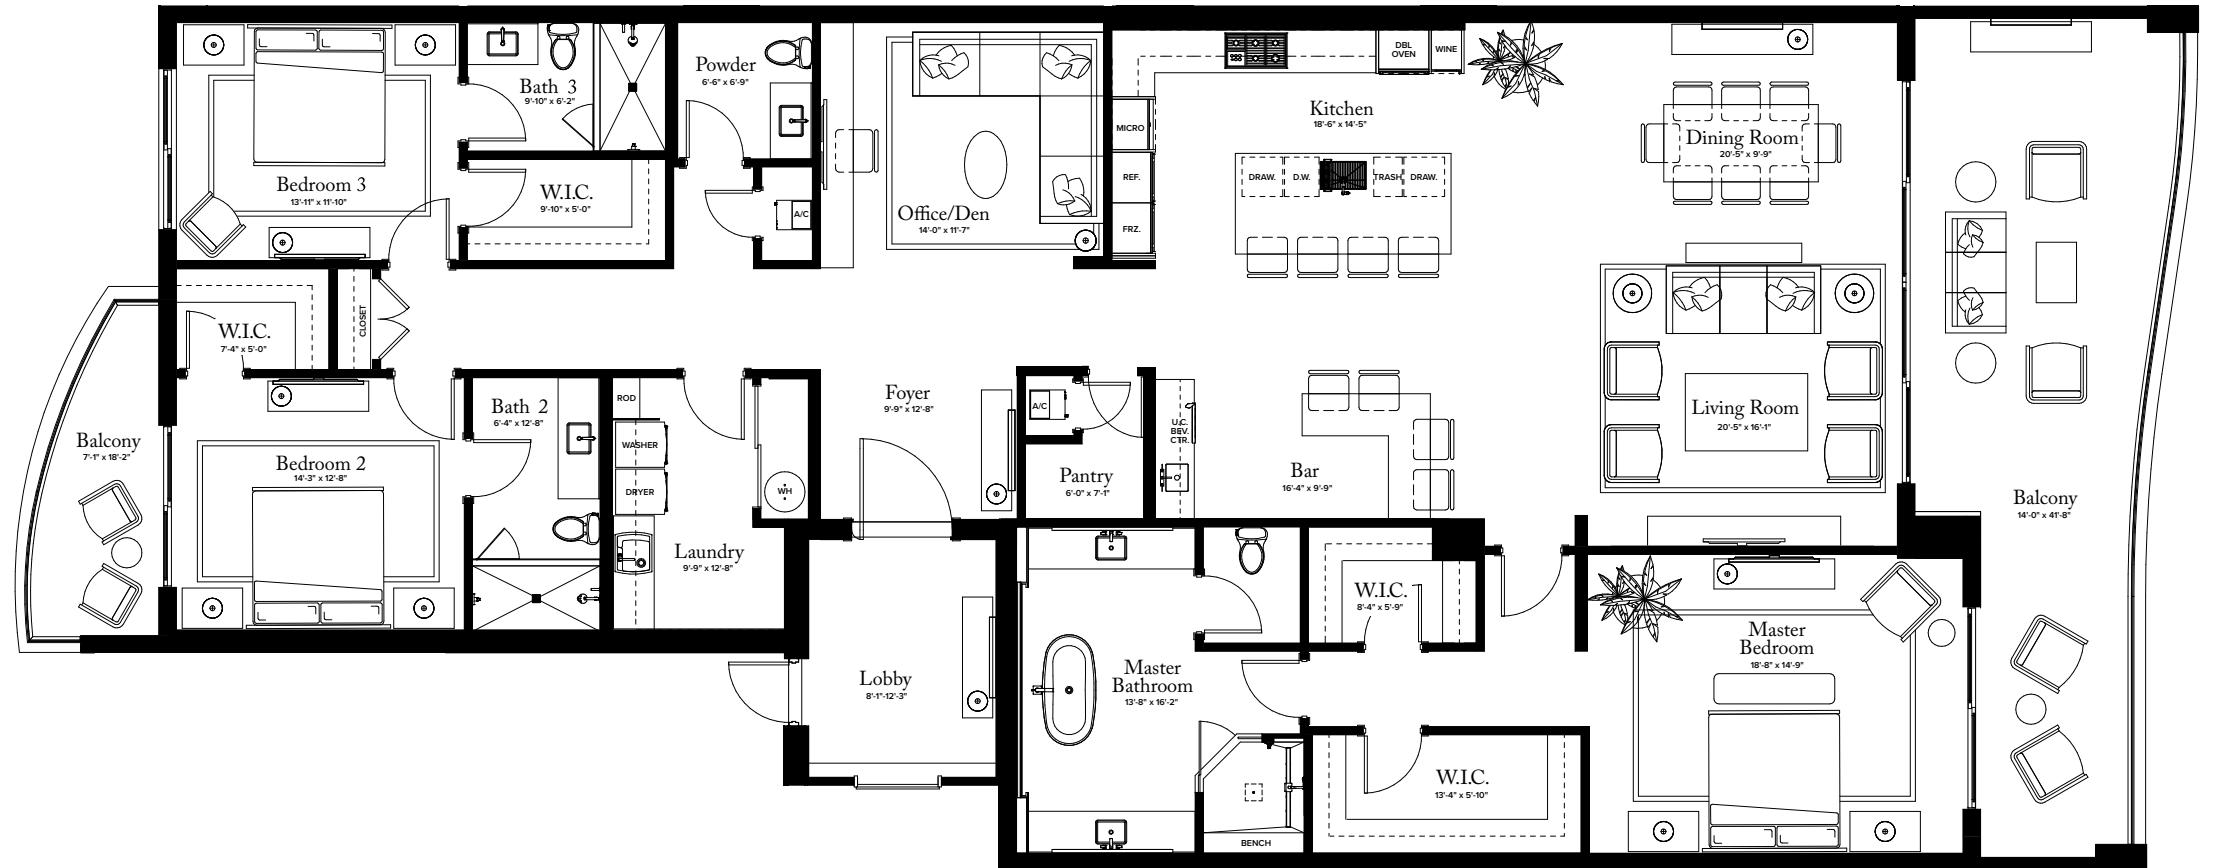 Bedroom 3
13'-11" x 11'-10"
Bath 3
9'-10" x 6'-2"
W.I.C.
9'-10" x 5'-0"
Powder
6'-6" x 6'-9"
A/C
Office/Den
14'-0" x 11'-7"
MICRO
REF.
FRZ.
DBL
OVEN
WINE
Kitchen
18'-6" x 14'-5"
DRAW.
D.W.
TRASH
DRAW.
Dining Room
20'-5" x 9'-9"
W.I.C.
7'-4" x 5'-0"
CLOSET
Balcony
7'-1" x 18'-2"
Bedroom 2
14'-3" x 12'-8"
Bath 2
6'-4" x 12'-8"
ROD
WASHER
DRYER
Laundry
9'-9" x 12'-8"
WH
Foyer
9'-9" x 12'-8"
A/C
Pantry
6'-0" x 7'-1"
U.C.
BEV.
CTR.
Bar
16'-4" x 9'-9"
Living Room
20'-5" x 16'-1"
Balcony
14'-0" x 41'-8"
Lobby
8'-1"-12'-3"
Master
Bathroom
13'-8" x 16'-2"
BENCH
W.I.C.
8'-4" x 5'-9"
W.I.C.
13'-4" x 5'-10"
Master
Bedroom
18'-8" x 14'-9"